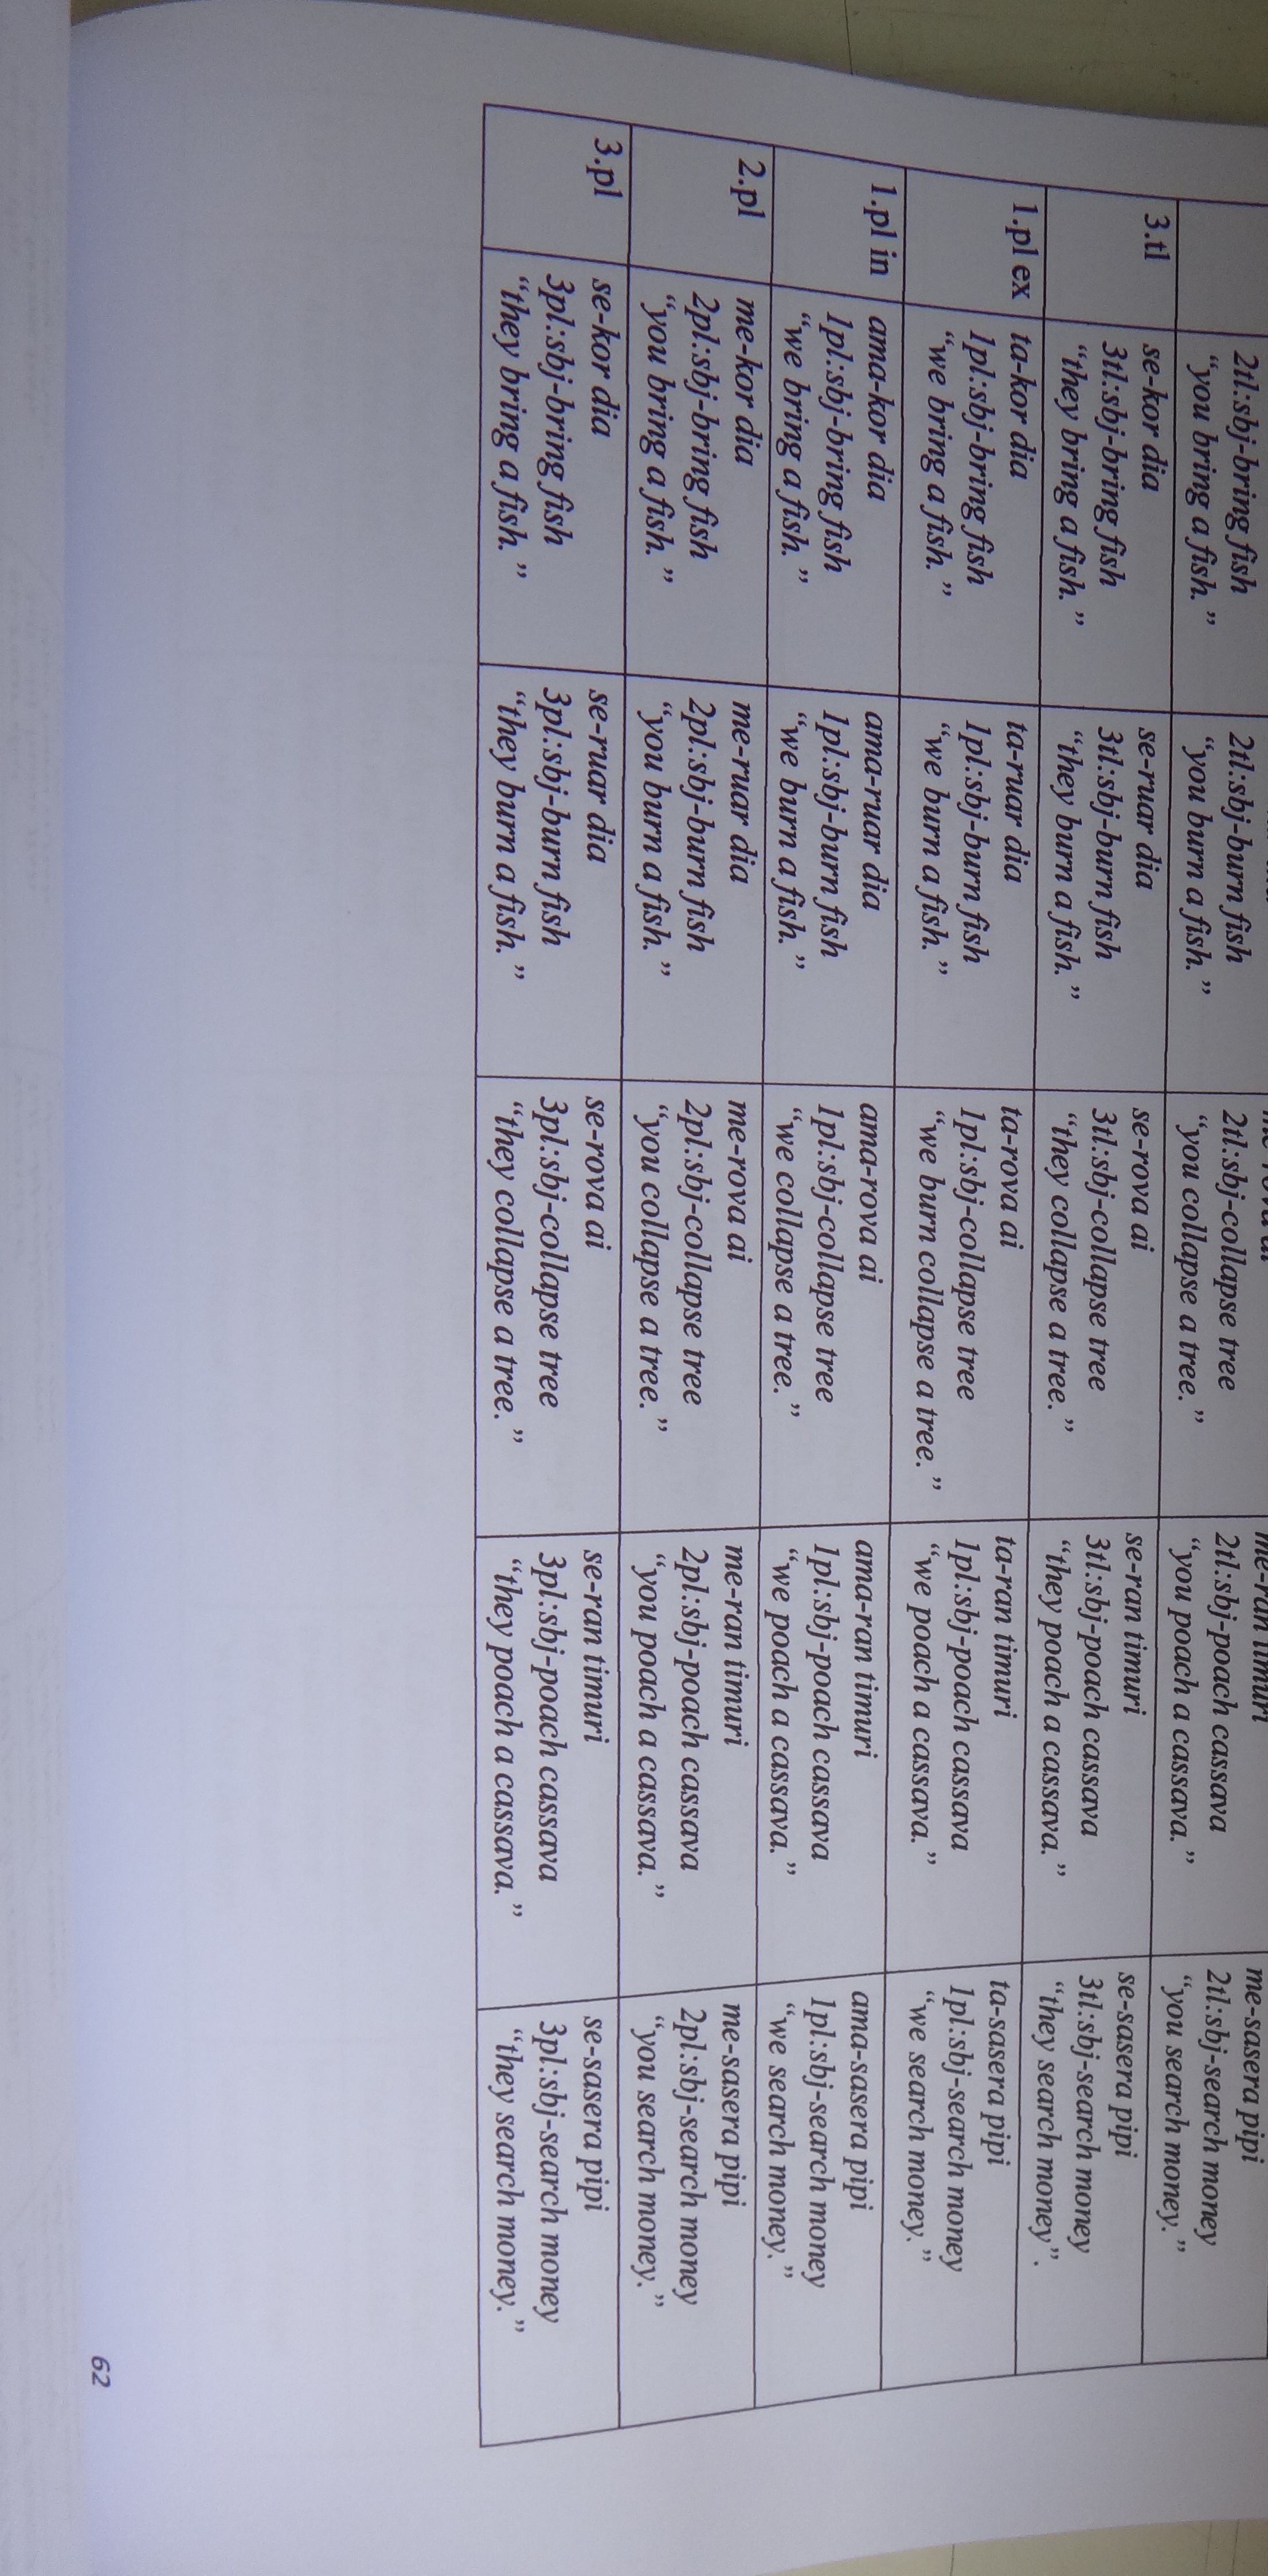 me-ran timuri
me-sasera pipi
2tl:sbj-bring fish
2tl:sbj-burn fish
2tl:sbj-collapse tree
2tl:sbj-poach cassava
2tl:sbj-search money
“you bring a fish.”
“you burn a fish.”
“you collapse a tree.”
“you poach a cassava.”
“you search money.”
3.tl
se-kor dia
3tl:sbj-bring fish
“they bring a fish.”
se-ruar dia
3tl:sbj-burn fish
“they burn a fish.”
se-rova ai
3tl:sbj-collapse tree
“they collapse a tree.”
se-ran timuri
3tl:sbj-poach cassava
“they poach a cassava.”
se-sasera pipi
3tl:sbj-search money
“they search money”.
1.pl ex
ta-kor dia
1pl:sbj-bring fish
“we bring a fish.”
ta-ruar dia
1pl:sbj-burn fish
“we burn a fish.”
ta-rova ai
1pl:sbj-collapse tree
“we burn collapse a tree.”
ta-ran timuri
1pl:sbj-poach cassava
“we poach a cassava.”
ta-sasera pipi
1pl:sbj-search money
“we search money.”
1.pl in
ama-kor dia
1pl:sbj-bring fish
“we bring a fish.”
ama-ruar dia
1pl:sbj-burn fish
“we burn a fish.”
ama-rova ai
1pl:sbj-collapse tree
“we collapse a tree.”
ama-ran timuri
1pl:sbj-poach cassava
“we poach a cassava.”
ama-sasera pipi
1pl:sbj-search money
“we search money.”
2.pl
me-kor dia
2pl:sbj-bring fish
“you bring a fish.”
me-ruar dia
2pl:sbj-burn fish
“you burn a fish.”
me-rova ai
2pl:sbj-collapse tree
“you collapse a tree.”
me-ran timuri
2pl:sbj-poach cassava
“you poach a cassava.”
me-sasera pipi
2pl:sbj-search money
“you search money.”
3.pl
se-kor dia
3pl:sbj-bring fish
“they bring a fish.”
se-ruar dia
3pl:sbj-burn fish
“they burn a fish.”
se-rova ai
3pl:sbj-collapse tree
“they collapse a tree.”
se-ran timuri
3pl:sbj-poach cassava
“they poach a cassava.”
se-sasera pipi
3pl:sbj-search money
“they search money.”
62